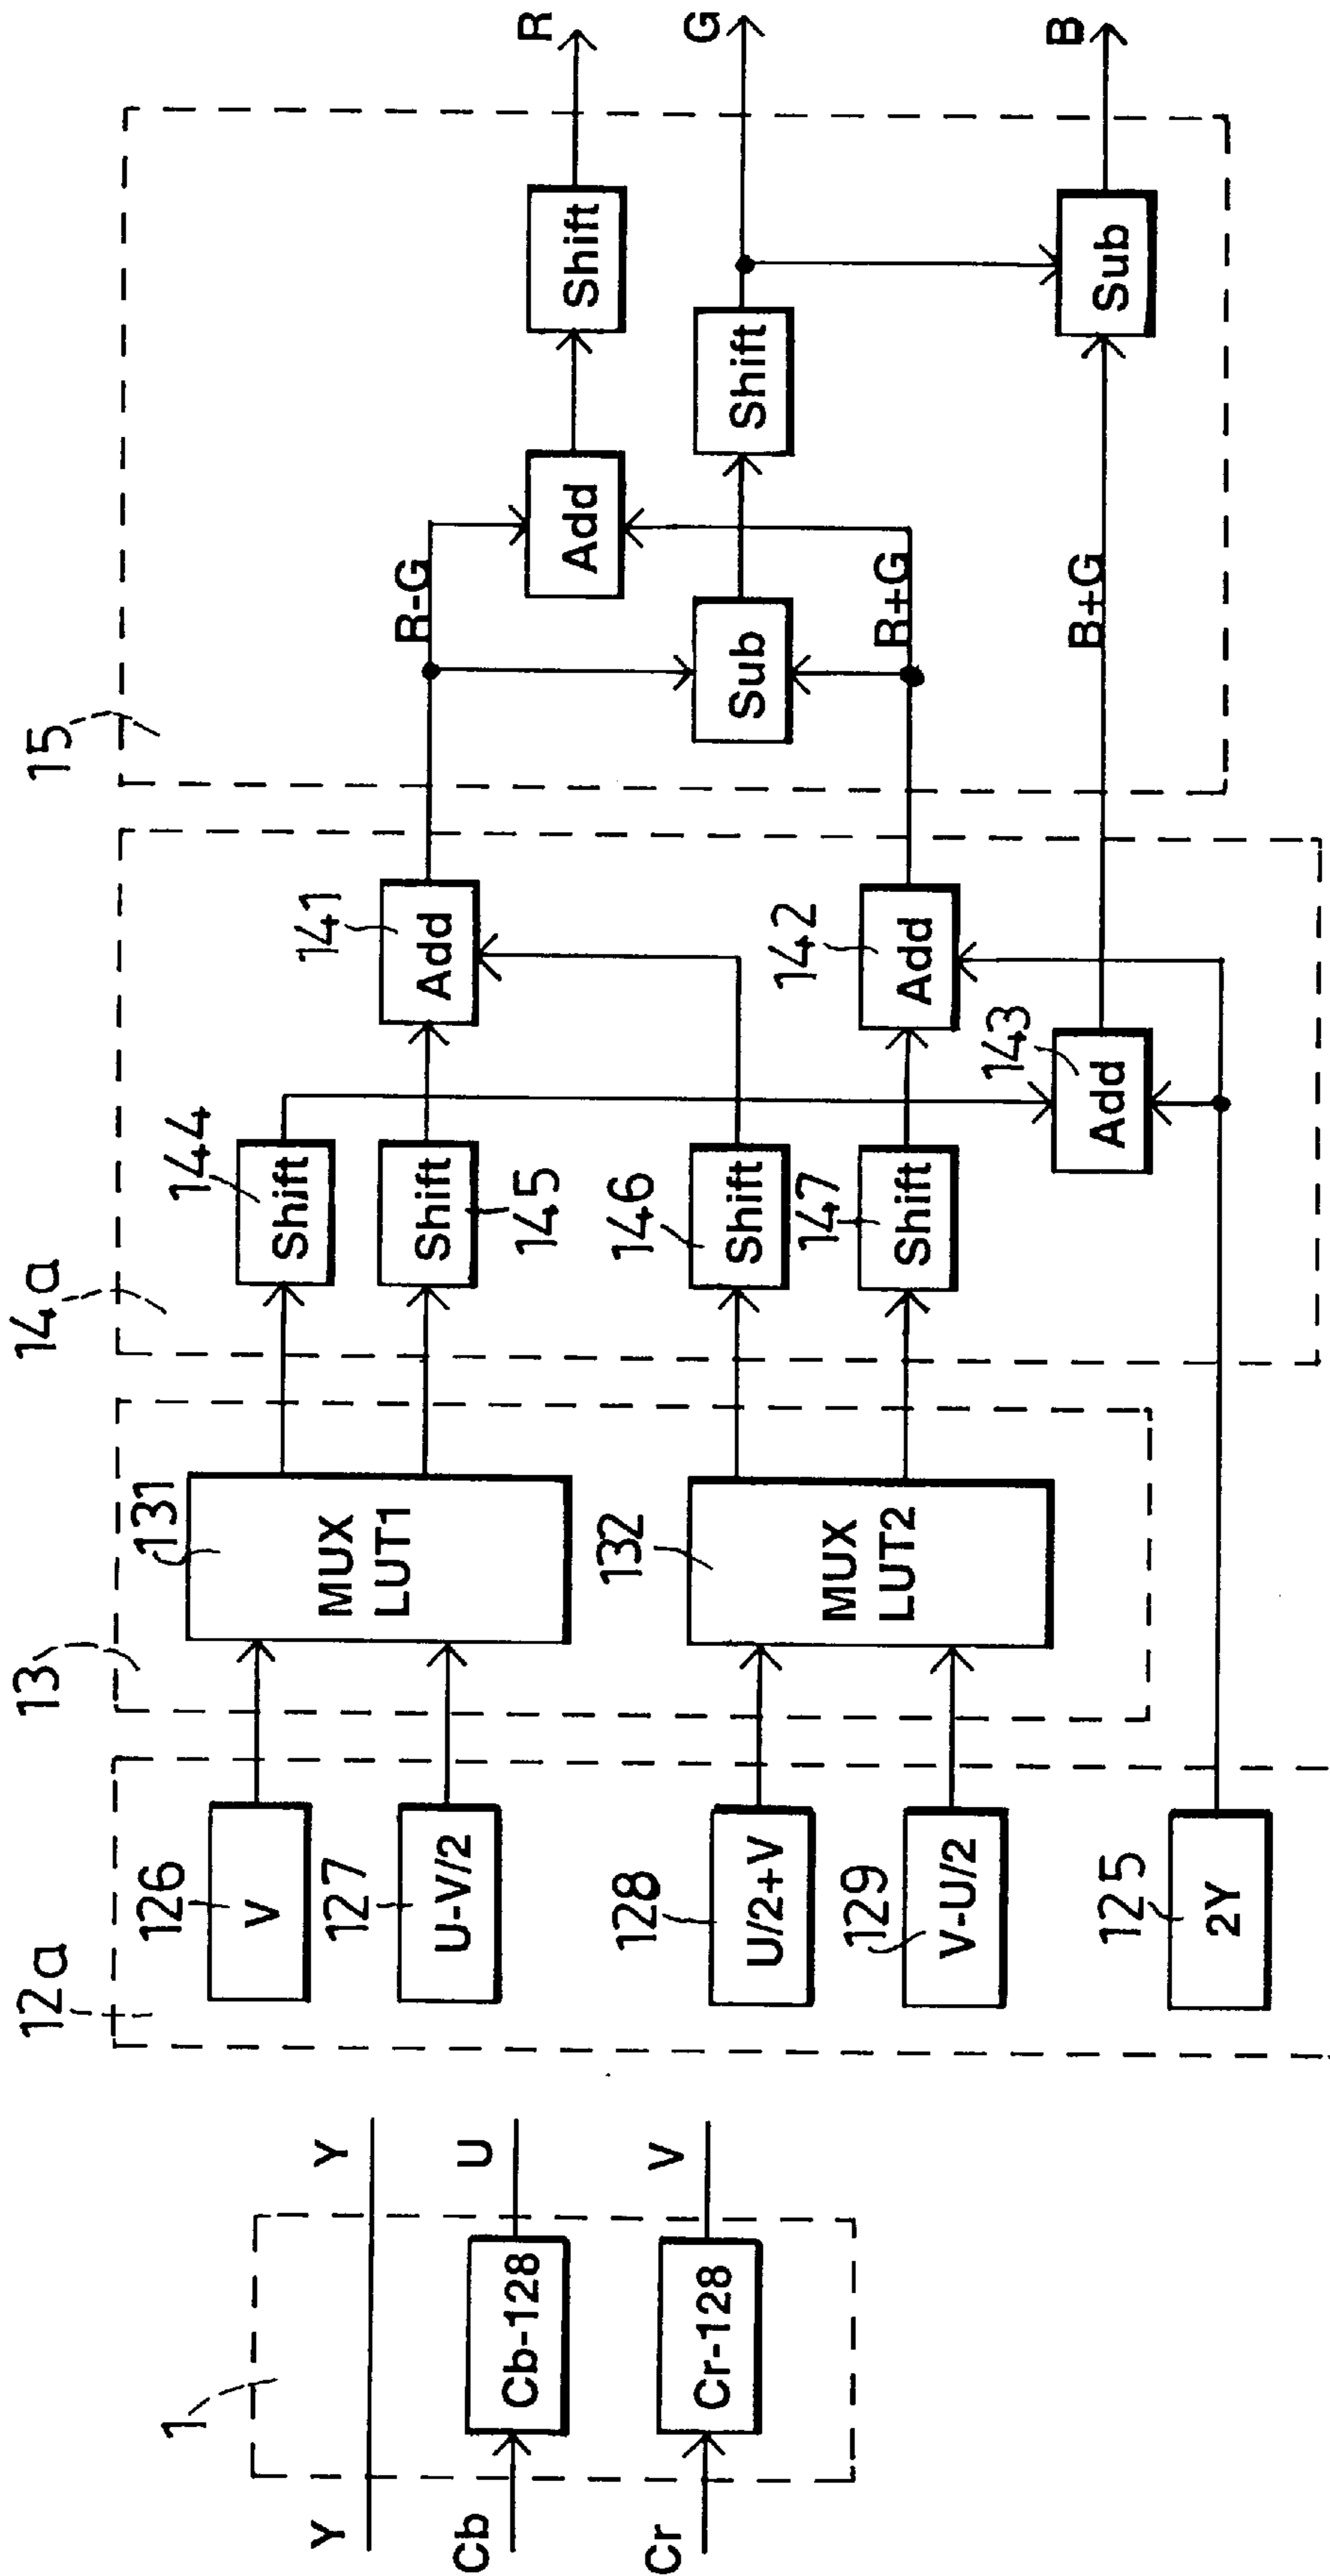 1
Y
Y
Cb
Cb-128
U
Cr
Cr-128
V
12a
126
V
127
U-V/2
128
U/2+V
129
V-U/2
125
2Y
13
131
MUX
LUT1
132
MUX
LUT2
14a
144
Shift
145
Shift
146
Shift
147
Shift
141
Add
142
Add
143
Add
15
R-G
R+G
B+G
Sub
Add
Shift
Shift
Sub
R
G
B